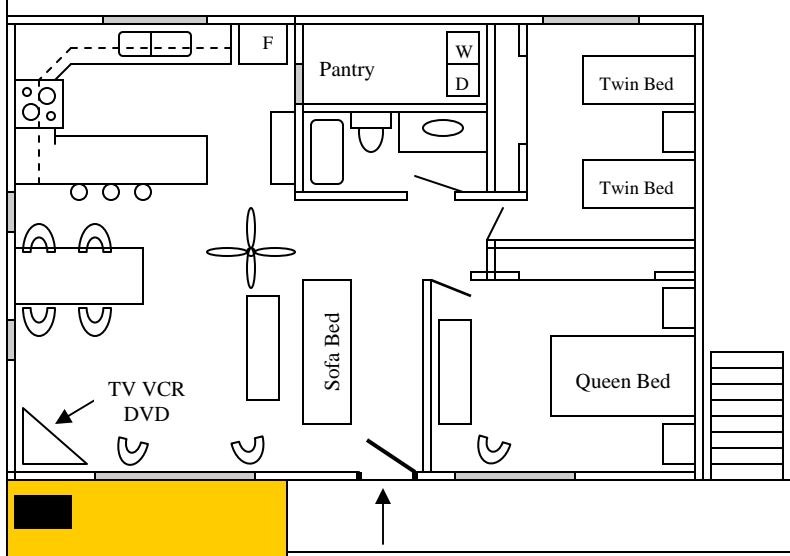 F
Pantry
W
D
Twin Bed
Twin Bed
Sofa Bed
Queen Bed
TV VCR
DVD